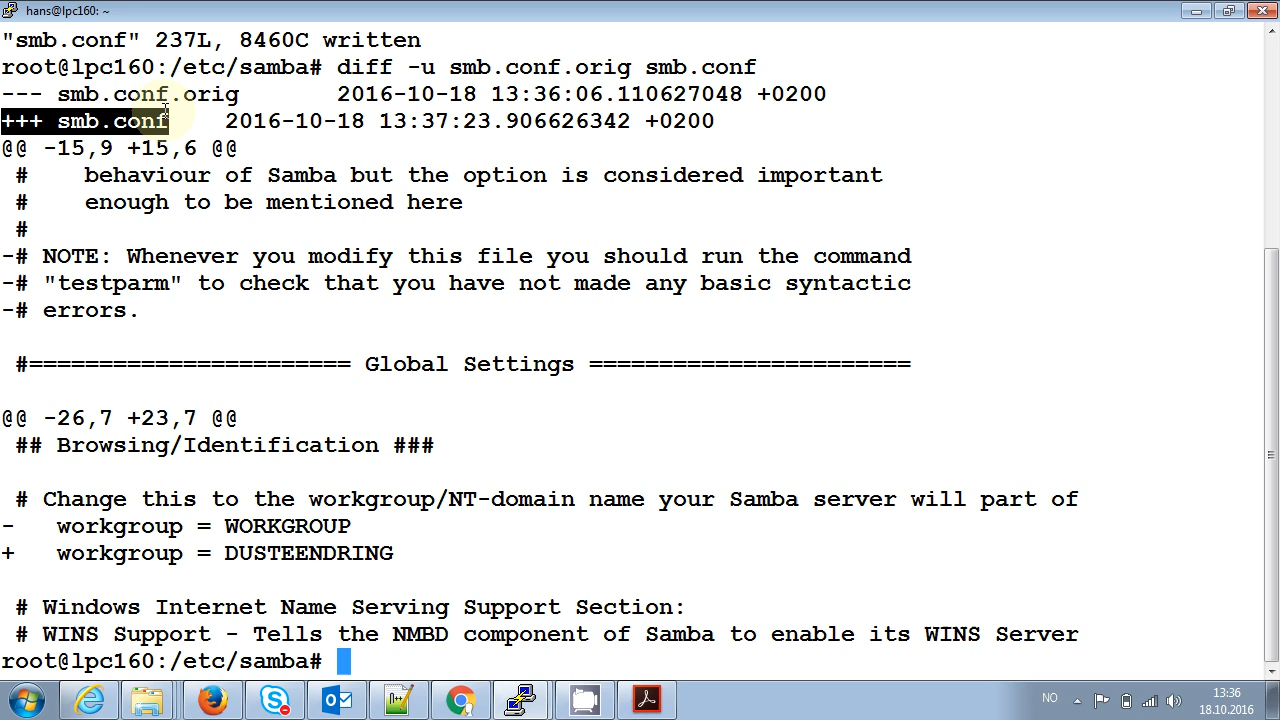 hans@lpc160: ~
"smb.conf" 237L, 8460C written
root@lpc160:/etc/samba# diff -u smb.conf.orig smb.conf
--- smb.conf.orig       2016-10-18 13:36:06.110627048 +0200
+++ smb.conf    2016-10-18 13:37:23.906626342 +0200
@@ -15,9 +15,6 @@
 #    behaviour of Samba but the option is considered important
 #    enough to be mentioned here
 #
-# NOTE: Whenever you modify this file you should run the command
-# "testparm" to check that you have not made any basic syntactic
-# errors.
 #======================= Global Settings =======================
@@ -26,7 +23,7 @@
 ## Browsing/Identification ###
 # Change this to the workgroup/NT-domain name your Samba server will part of
-   workgroup = WORKGROUP
+   workgroup = DUSTEENDRING
 # Windows Internet Name Serving Support Section:
 # WINS Support - Tells the NMBD component of Samba to enable its WINS Server
root@lpc160:/etc/samba#
NO
13:36
18.10.2016